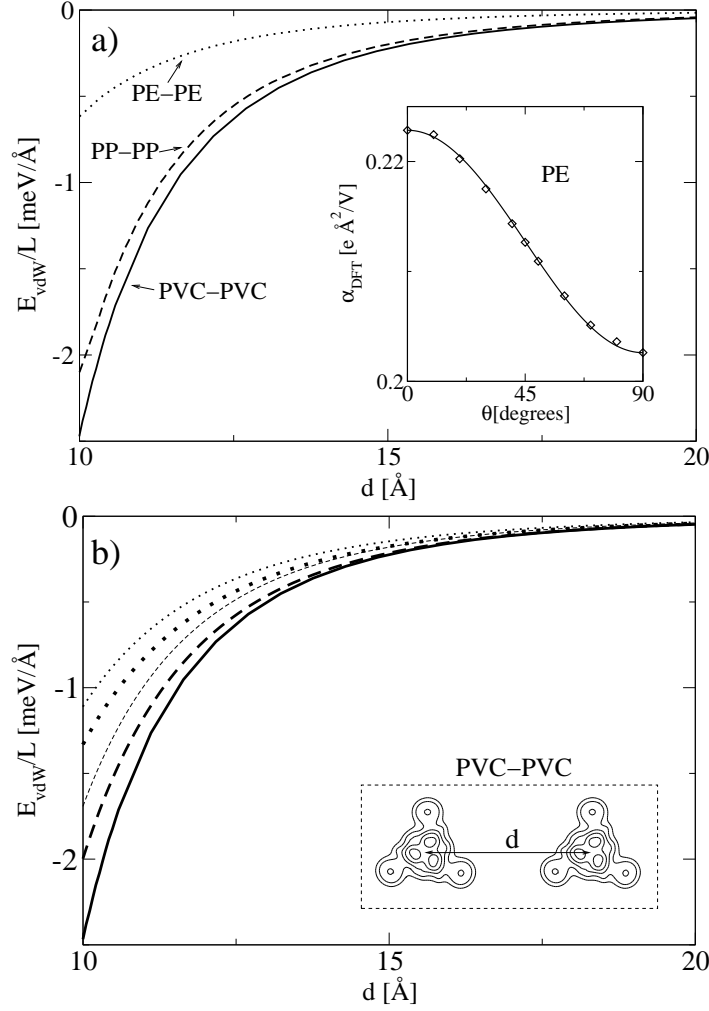 a)
E_vdW/L [meV/Å]
0
-1
-2
PE–PE
PP–PP
PVC–PVC
α_DFT [e Å²/V]
0.22
0.2
PE
0
45
90
θ[degrees]
10
15
20
d [Å]
b)
E_vdW/L [meV/Å]
0
-1
-2
PVC–PVC
d
10
15
20
d [Å]